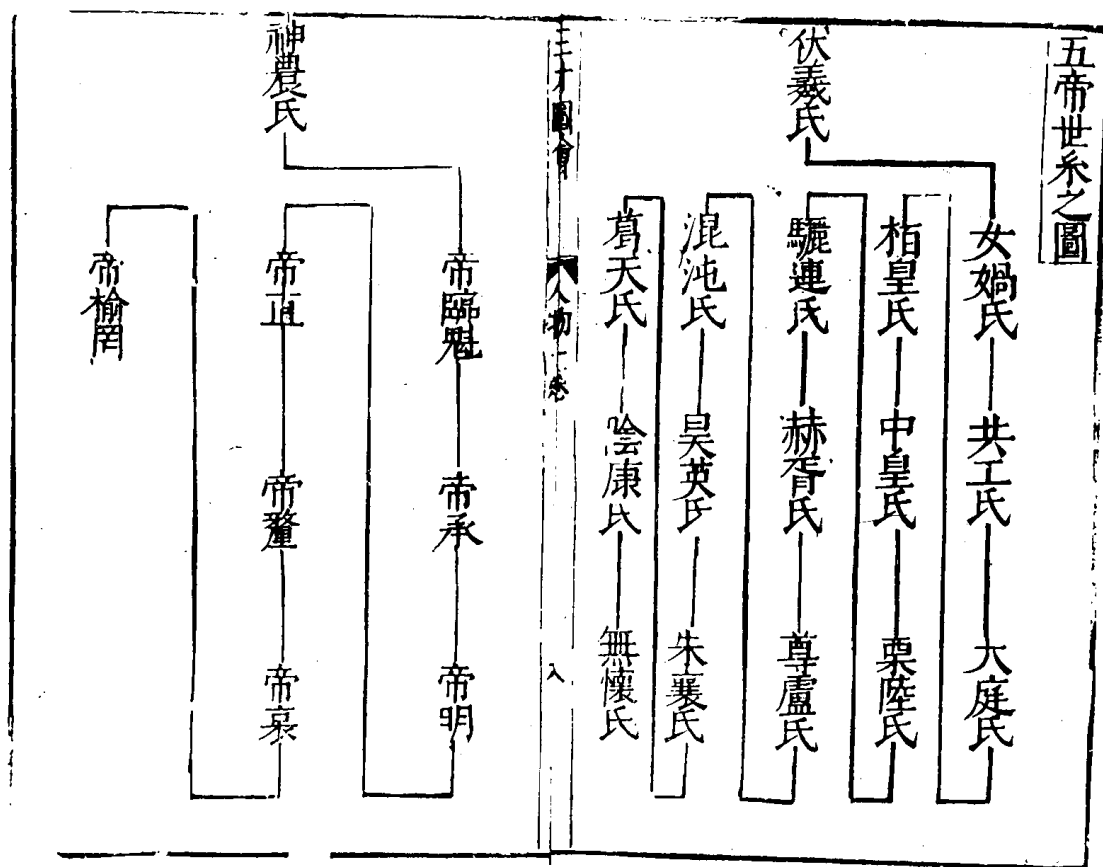 五帝世系之圖
伏羲氏
女媧氏
共工氏
大庭氏
栢皇氏
中皇氏
栗陸氏
驪連氏
赫胥氏
尊盧氏
混沌氏
昊英氏
朱襄氏
葛天氏
陰康氏
無懷氏
三才圖會
人物一卷
八
神農氏
帝臨魁
帝承
帝明
帝直
帝釐
帝哀
帝榆罔